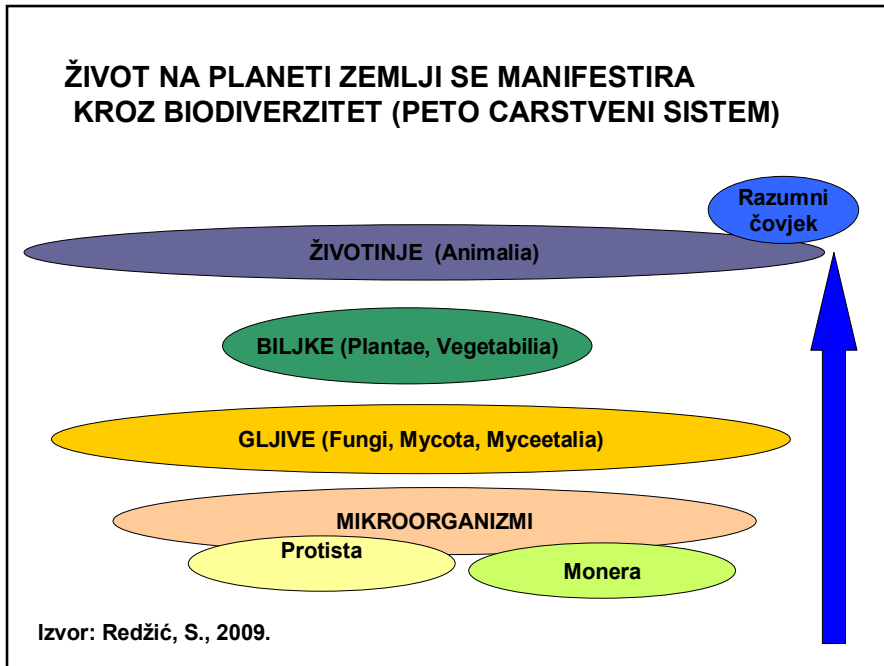 ŽIVOT NA PLANETI ZEMLJI SE MANIFESTIRA
KROZ BIODIVERZITET (PETO CARSTVENI SISTEM)
Razumni
čovjek
ŽIVOTINJE (Animalia)
BILJKE (Plantae, Vegetabilia)
GLJIVE (Fungi, Mycota, Myceetalia)
MIKROORGANIZMI
Protista
Monera
Izvor: Redžić, S., 2009.